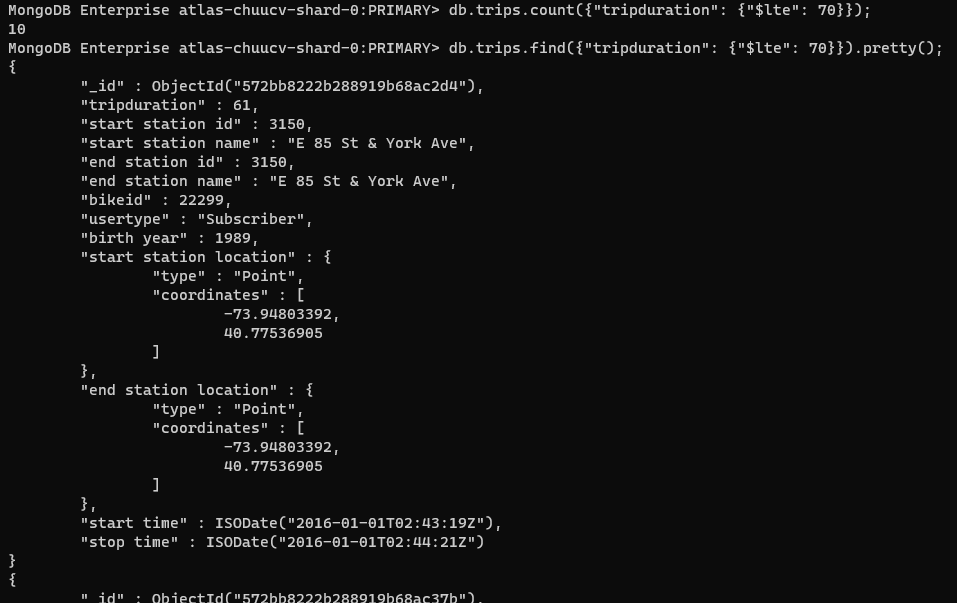 MongoDB Enterprise atlas-chuucv-shard-0:PRIMARY> db.trips.count({"tripduration": {"$lte": 70}});
10
MongoDB Enterprise atlas-chuucv-shard-0:PRIMARY> db.trips.find({"tripduration": {"$lte": 70}}).pretty();
{
        "_id" : ObjectId("572bb8222b288919b68ac2d4"),
        "tripduration" : 61,
        "start station id" : 3150,
        "start station name" : "E 85 St & York Ave",
        "end station id" : 3150,
        "end station name" : "E 85 St & York Ave",
        "bikeid" : 22299,
        "usertype" : "Subscriber",
        "birth year" : 1989,
        "start station location" : {
                "type" : "Point",
                "coordinates" : [
                        -73.94803392,
                        40.77536905
                ]
        },
        "end station location" : {
                "type" : "Point",
                "coordinates" : [
                        -73.94803392,
                        40.77536905
                ]
        },
        "start time" : ISODate("2016-01-01T02:43:19Z"),
        "stop time" : ISODate("2016-01-01T02:44:21Z")
}
{
        "_id" : ObjectId("572bb8222b288919b68ac37b"),